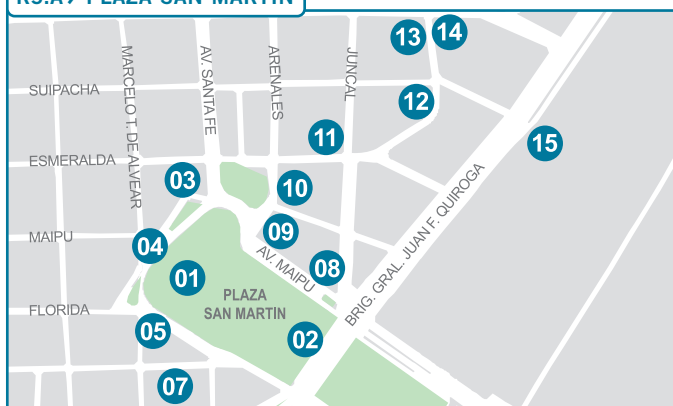 R3.A> PLAZA SAN MARTIN
13
14
MARCELO T. DE ALVEAR
AV. SANTA FE
ARENALES
JUNCAL
SUIPACHA
12
11
15
ESMERALDA
03
10
MAIPU
09
04
AV. MAIPU
08
BRIG. GRAL. JUAN F. QUIROGA
01
PLAZA
SAN MARTIN
FLORIDA
05
02
07